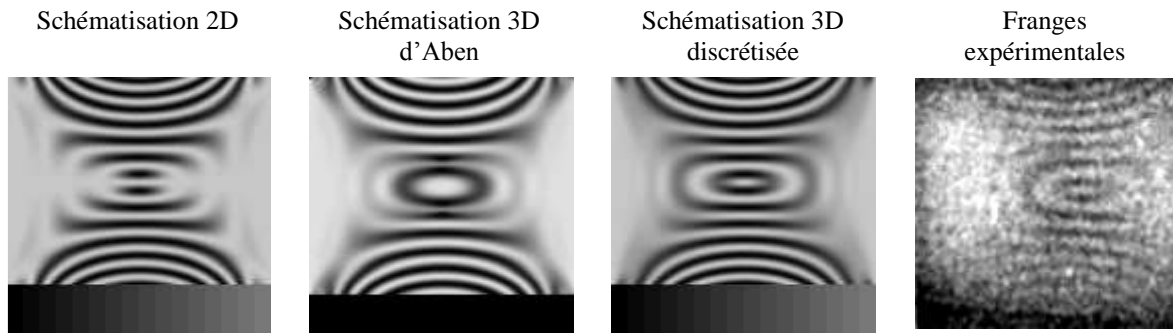 Schématisation 2D
Schématisation 3D
d’Aben
Schématisation 3D
discrétisée
Franges
expérimentales